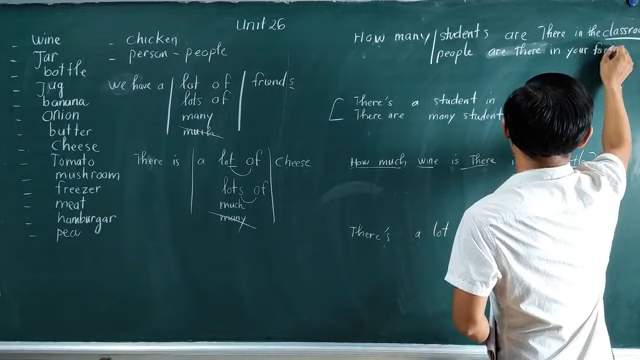 Unit 26
- wine
- Jar
- bottle
- Jug
- banana
- onion
- butter
- Cheese
- Tomato
- mushroom
- freezer
- meat
- hamburgar
- pea
- chicken
- person - people
We have a | lot of | friends
lots of
many
much
There is | a lot of | Cheese
lots of
much
many
How many | students are There in the classroo
people are there in your
There's a student in
There are many student
How much wine is There
There's a lot